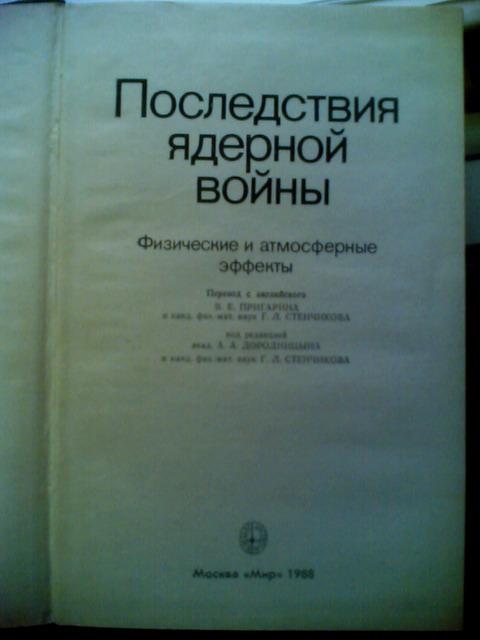 Последствия
ядерной
войны
Физические и атмосферные
эффекты
Перевод с английского
В. Е. ПРИГАРИНА
и канд. физ.-мат. наук Г. Л. СТЕНЧИКОВА
под редакцией
акад. А. А. ДОРОДНИЦЫНА
и канд. физ.-мат. наук Г. Л. СТЕНЧИКОВА
Москва «Мир» 1988